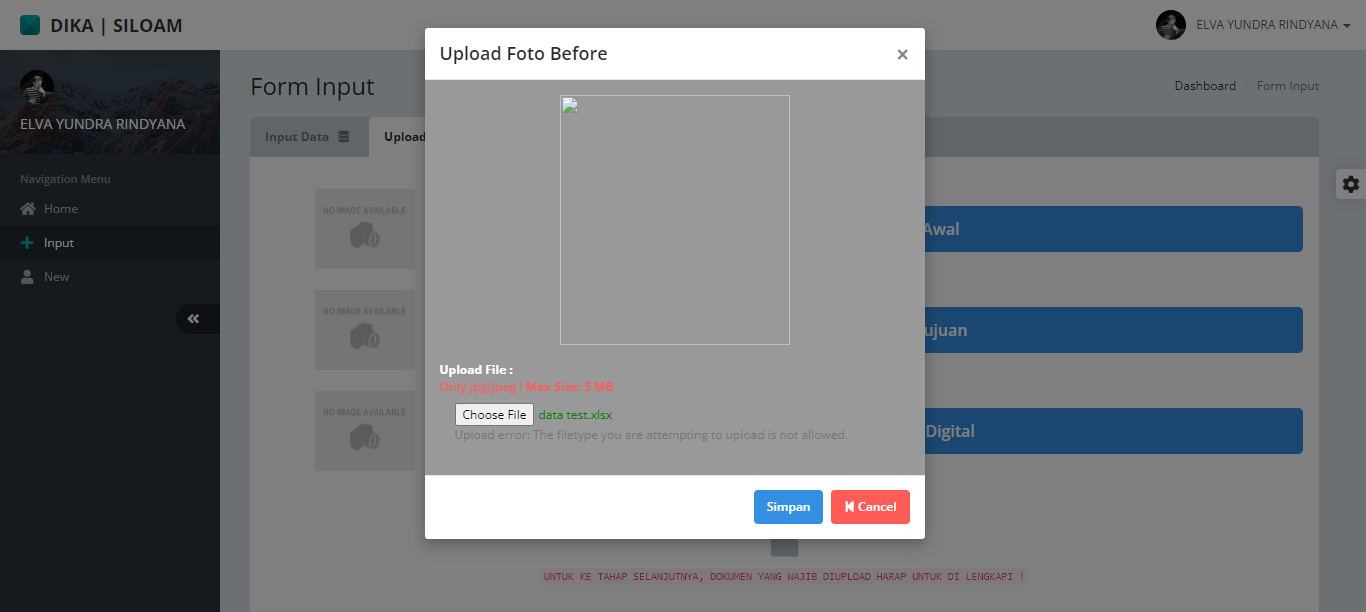 DIKA | SILOAM
ELVA YUNDRA RINDYANA
Upload Foto Before
×
ELVA YUNDRA RINDYANA
Form Input
Dashboard / Form Input
Input Data
Upload
Navigation Menu
Home
Input
New
NO IMAGE AVAILABLE
Awal
NO IMAGE AVAILABLE
ujuan
NO IMAGE AVAILABLE
Digital
Upload File :
Only jpg/jpeg ! Max Size: 5 MB
Choose File data test.xlsx
Upload error: The filetype you are attempting to upload is not allowed.
Simpan
Cancel
UNTUK KE TAHAP SELANJUTNYA, DOKUMEN YANG WAJIB DIUPLOAD HARAP UNTUK DI LENGKAPI !